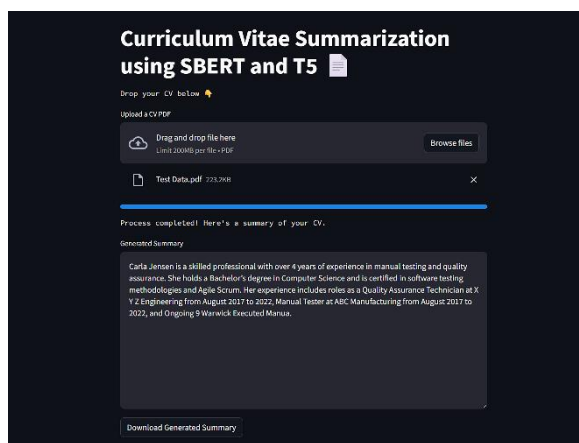 Curriculum Vitae Summarization
using SBERT and T5
Drop your CV below
Upload a CV PDF
Drag and drop file here
Limit 200MB per file • PDF
Browse files
Test Data.pdf 223.2KB
Process completed! Here's a summary of your CV.
Generated Summary
Carla Jensen is a skilled professional with over 4 years of experience in manual testing and quality
assurance. She holds a Bachelor's degree in Computer Science and is certified in software testing
methodologies and Agile Scrum. Her experience includes roles as a Quality Assurance Technician at X
Y Z Engineering from August 2017 to 2022, Manual Tester at ABC Manufacturing from August 2017 to
2022, and Ongoing 9 Warwick Executed Manua.
Download Generated Summary